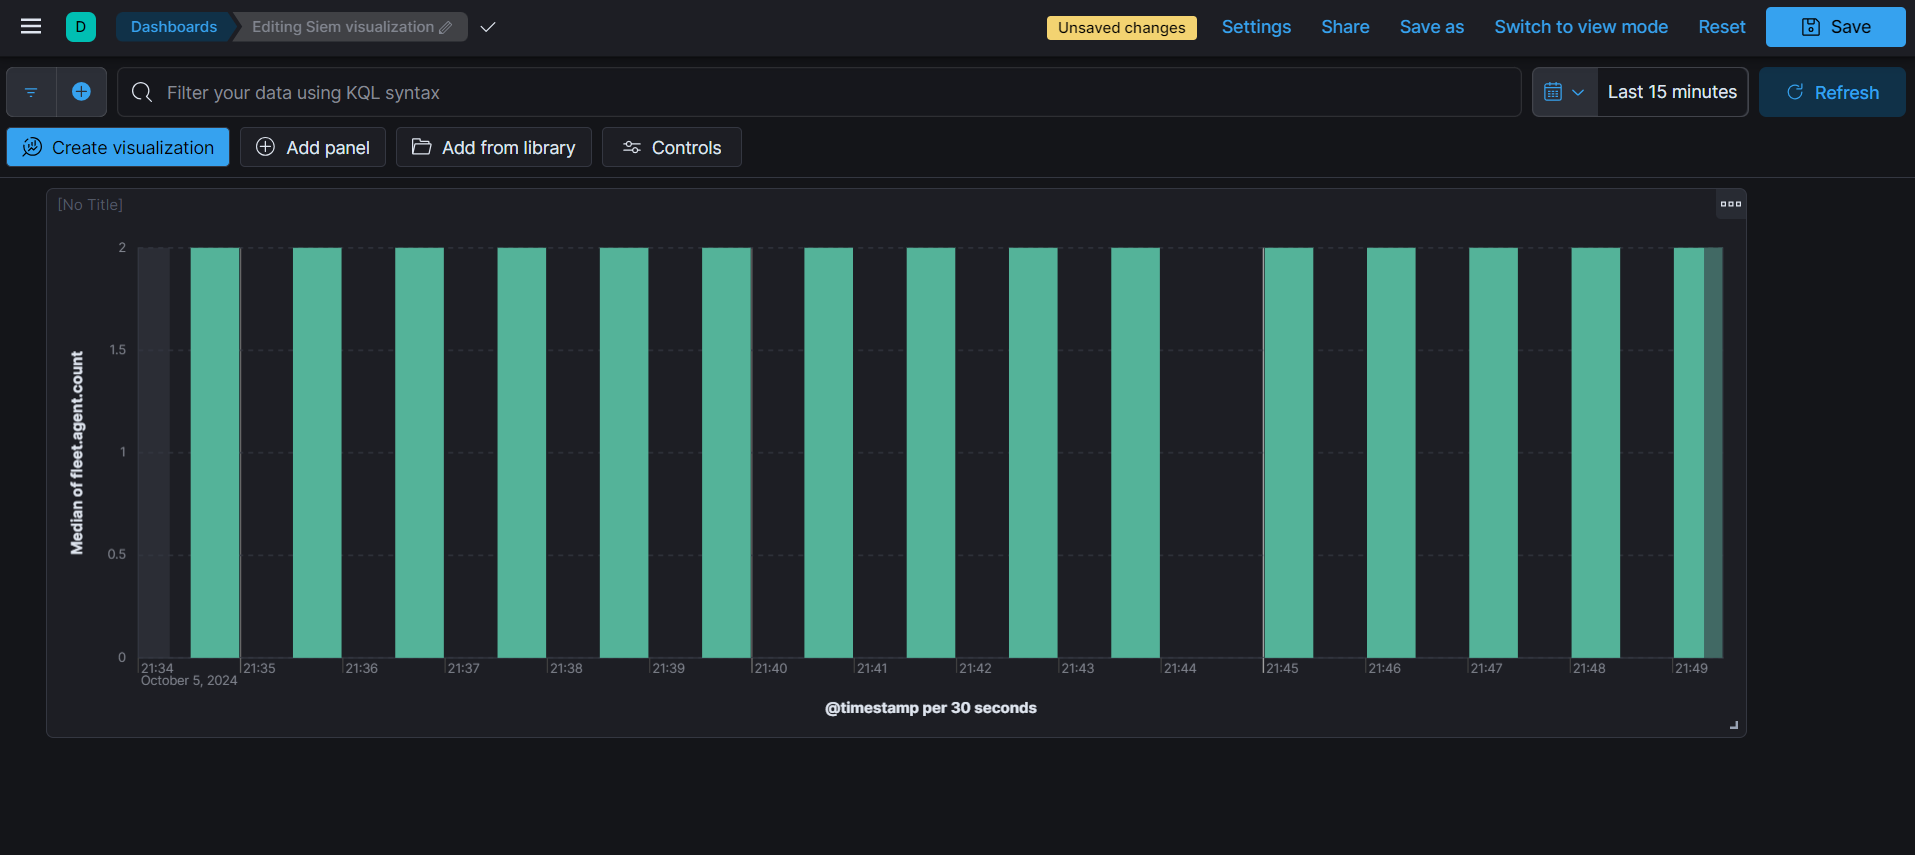 D
Dashboards
Editing Siem visualization
Unsaved changes
Settings
Share
Save as
Switch to view mode
Reset
Save
Filter your data using KQL syntax
Last 15 minutes
Refresh
Create visualization
Add panel
Add from library
Controls
[No Title]
Median of fleet.agent.count
2
1.5
1
0.5
0
21:34
21:35
21:36
21:37
21:38
21:39
21:40
21:41
21:42
21:43
21:44
21:45
21:46
21:47
21:48
21:49
October 5, 2024
@timestamp per 30 seconds